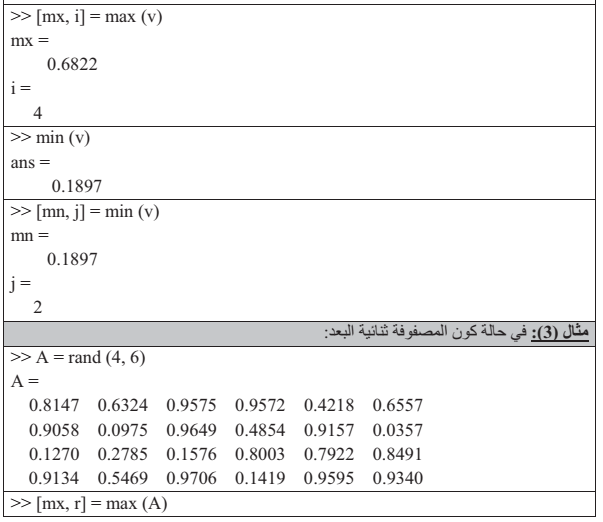 >> [mx, i] = max (v)
mx =
0.6822
i =
4
>> min (v)
ans =
0.1897
>> [mn, j] = min (v)
mn =
0.1897
j =
2
مثال (3): في حالة كون المصفوفة ثنائية البعد:
>> A = rand (4, 6)
A =
0.8147 0.6324 0.9575 0.9572 0.4218 0.6557
0.9058 0.0975 0.9649 0.4854 0.9157 0.0357
0.1270 0.2785 0.1576 0.8003 0.7922 0.8491
0.9134 0.5469 0.9706 0.1419 0.9595 0.9340
>> [mx, r] = max (A)